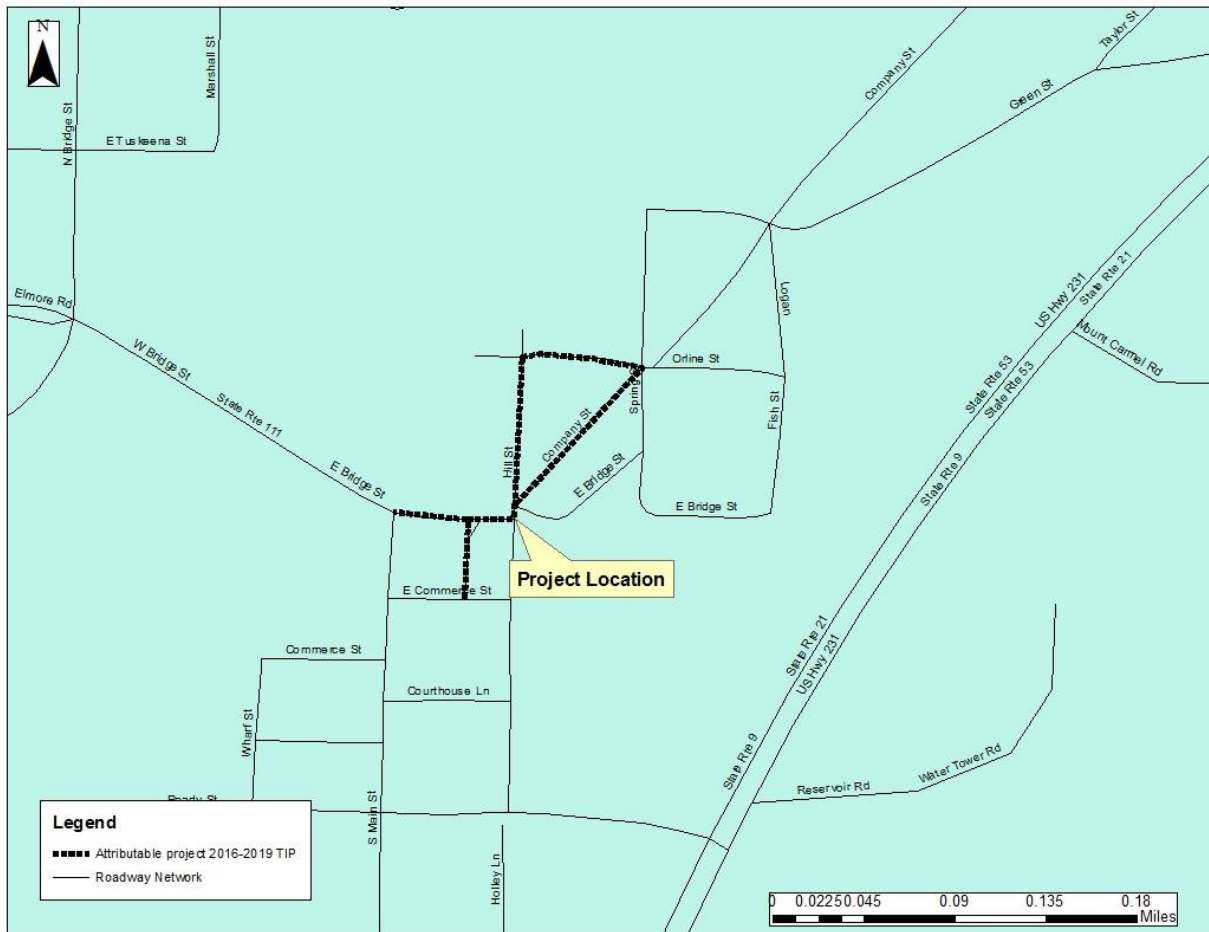 N
Marshall St
N Bridge St
E Tuskeena St
Company St
Taylor St
Green St
Elmore Rd
W Bridge St
State Rte 111
E Bridge St
Hill St
Company St
Spring S
Orline St
Logan
Fish St
E Bridge St
E Bridge St
US Hwy 231
State Rte 21
State Rte 53
State Rte 53
Mount Carmel Rd
State Rte 9
Project Location
E Commerce St
Commerce St
Courthouse Ln
Wharf St
S Main St
Holley Ln
State Rte 21
US Hwy 231
State Rte 9
Reservoir Rd
Water Tower Rd
Legend
Attributable project 2016-2019 TIP
Roadway Network
0 0.0225 0.045 0.09 0.135 0.18
Miles